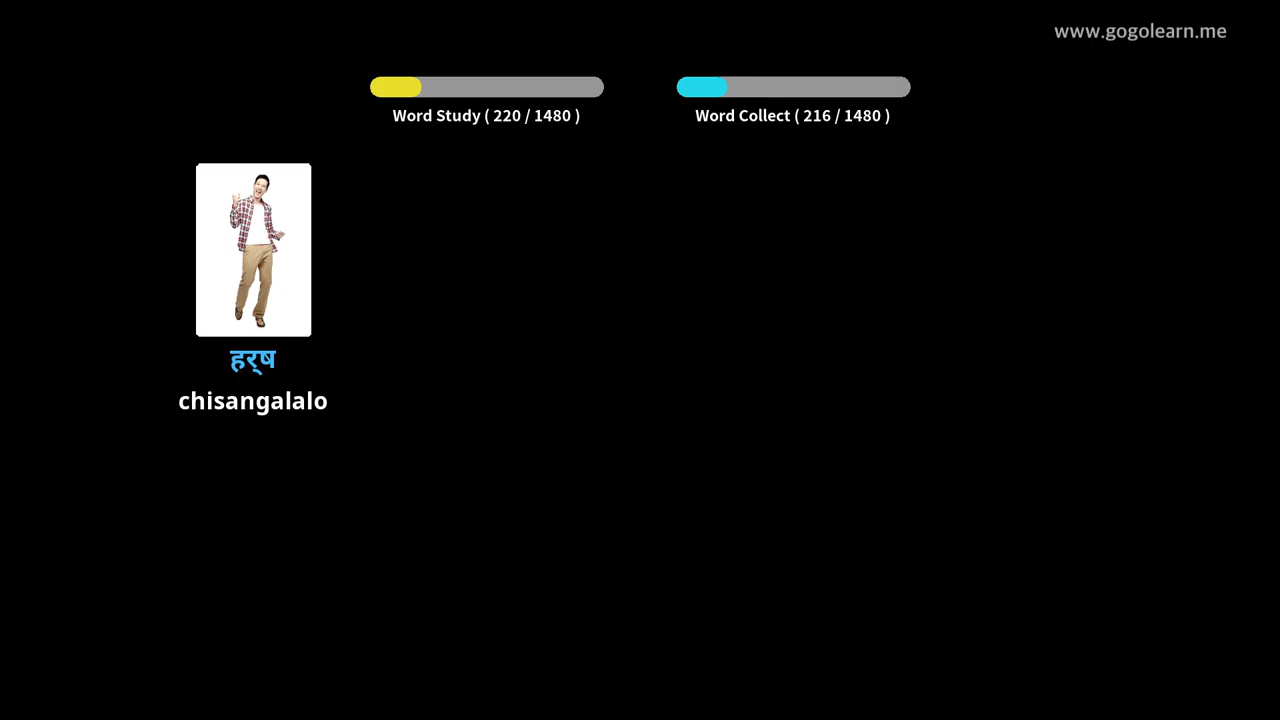 www.gogolearn.me
Word Study ( 220 / 1480 )
Word Collect ( 216 / 1480 )
हर्ष
chisangalalo